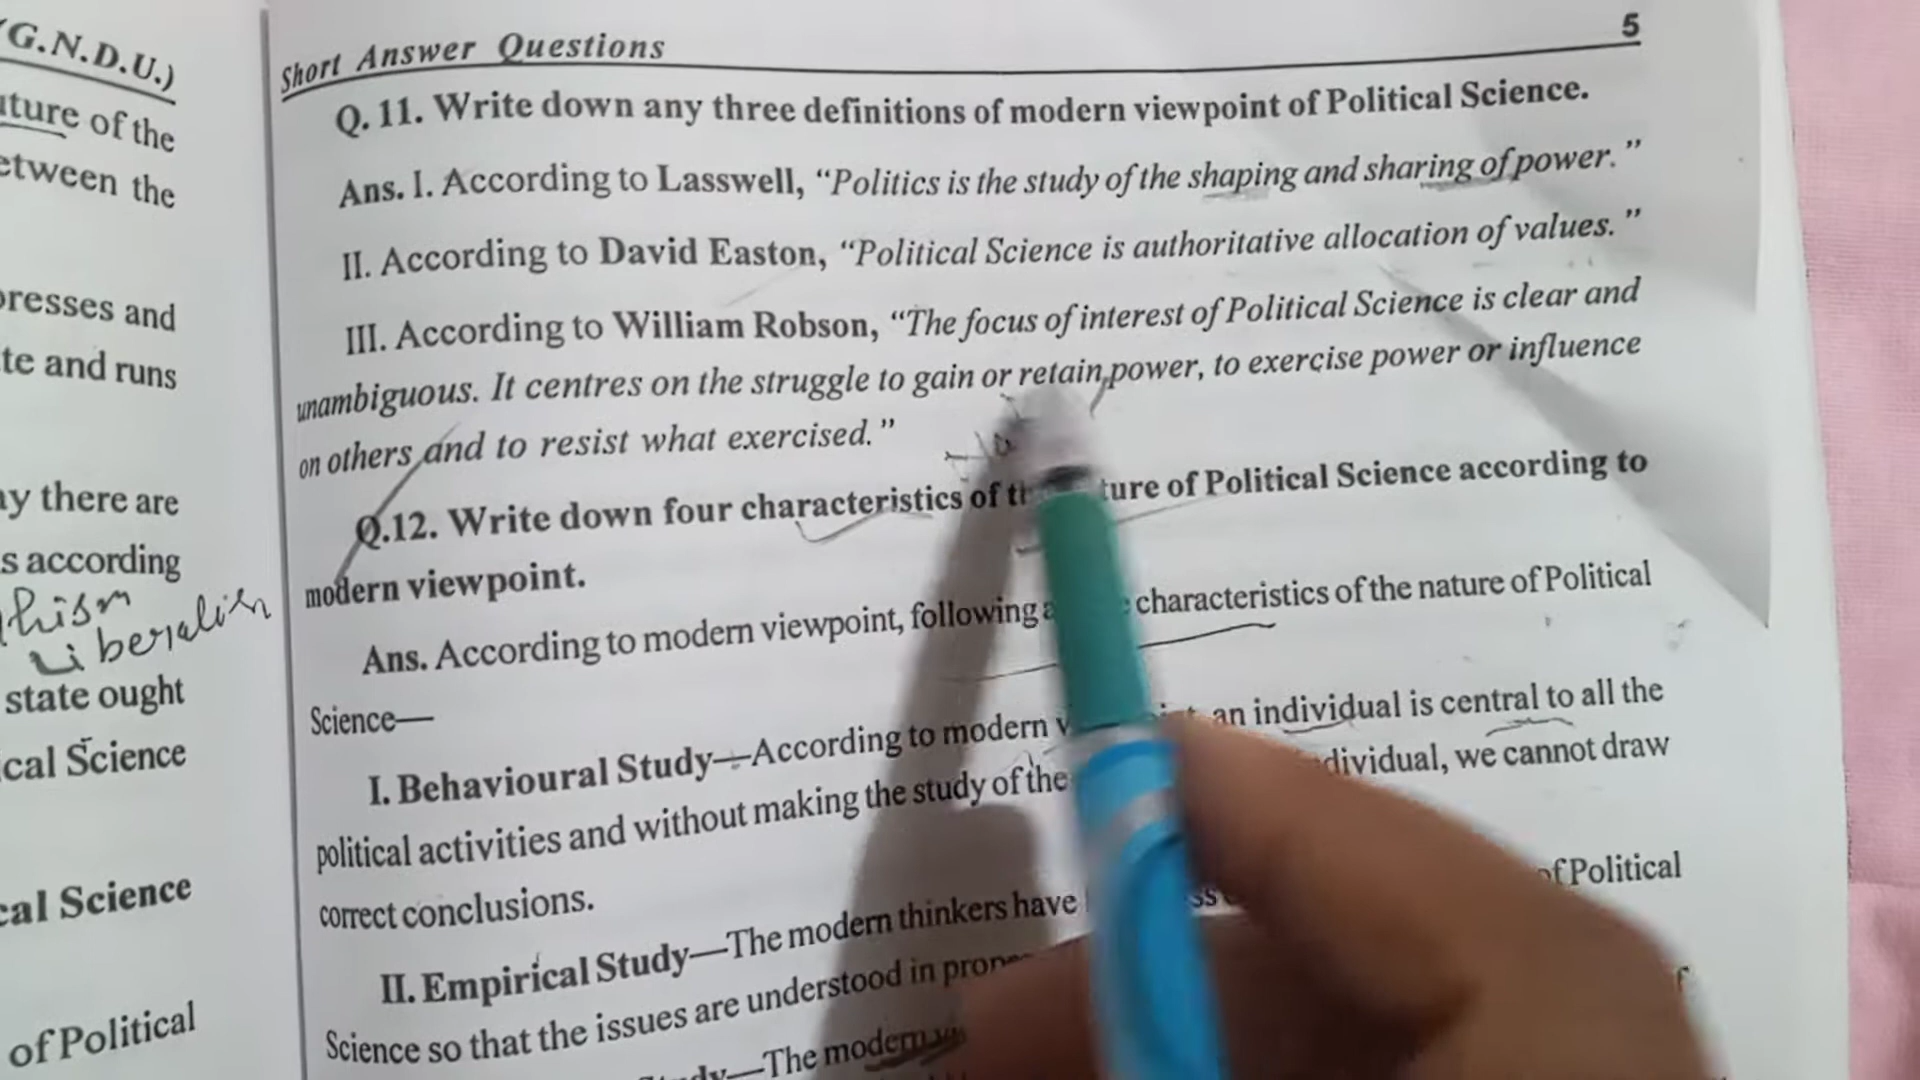 (G.N.D.U.)
of the
the
and
and runs
there are
according
state ought
Science
Science
of Political
Short Answer Questions 5
Q. 11. Write down any three definitions of modern viewpoint of Political Science.
Ans. I. According to Lasswell, “Politics is the study of the shaping and sharing of power.”
II. According to David Easton, “Political Science is authoritative allocation of values.”
III. According to William Robson, “The focus of interest of Political Science is clear and
unambiguous. It centres on the struggle to gain or retain power, to exercise power or influence
on others and to resist what exercised.”
Q.12. Write down four characteristics of of Political Science according to
modern viewpoint.
Ans. According to modern viewpoint, following characteristics of the nature of Political
Science—
I. Behavioural Study—According to modern an individual is central to all the
political activities and without making the study of the we cannot draw
correct conclusions.
II. Empirical Study—The modern thinkers have of Political
Science so that the issues are understood in
—The modern